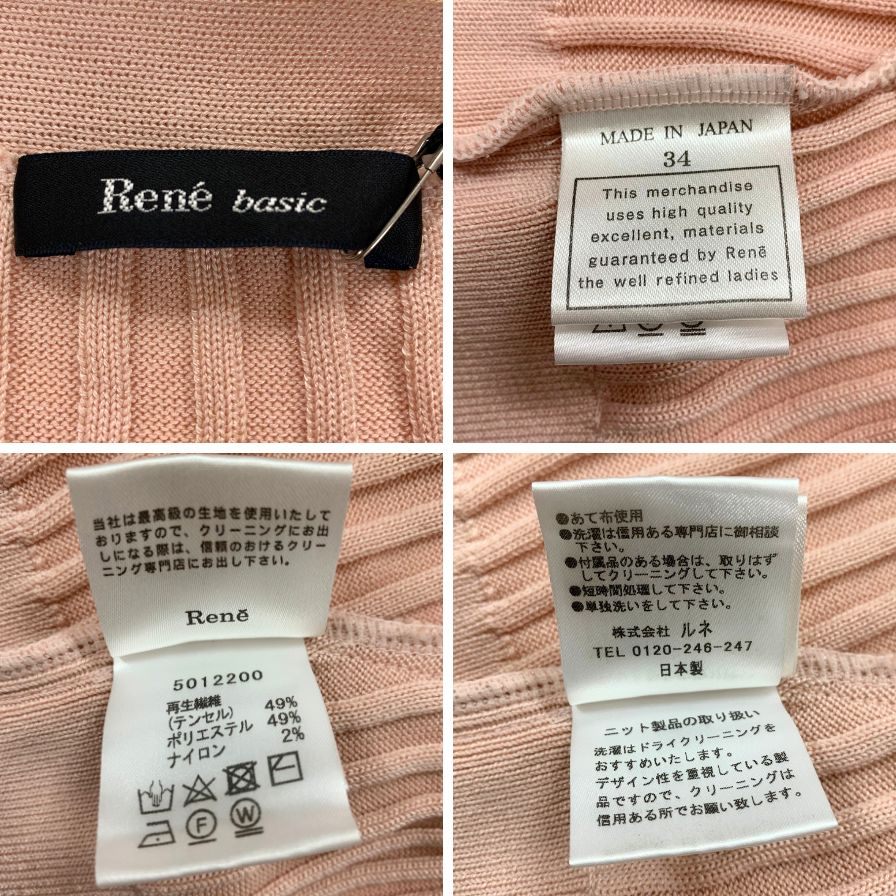 René basic
MADE IN JAPAN
34
This merchandise
uses high quality
excellent, materials
guaranteed by Renē
the well refined ladies
当社は最高級の生地を使用いたして
おりますので、クリーニングにお出
しになる際は、信頼のおけるクリー
ニング専門店にお出し下さい。
Renē
5012200
再生繊維 49%
(テンセル)
ポリエステル 49%
ナイロン 2%
F
W
●あて布使用
●洗濯は信用ある専門店に御相談
下さい。
●付属品のある場合は、取りはず
してクリーニングして下さい。
●短時間処理して下さい。
●単独洗いをして下さい。
株式会社 ルネ
TEL 0120-246-247
日本製
ニット製品の取り扱い
洗濯はドライクリーニングを
おすすめいたします。
デザイン性を重視している製
品ですので、クリーニングは
信用ある所でお願い致します。